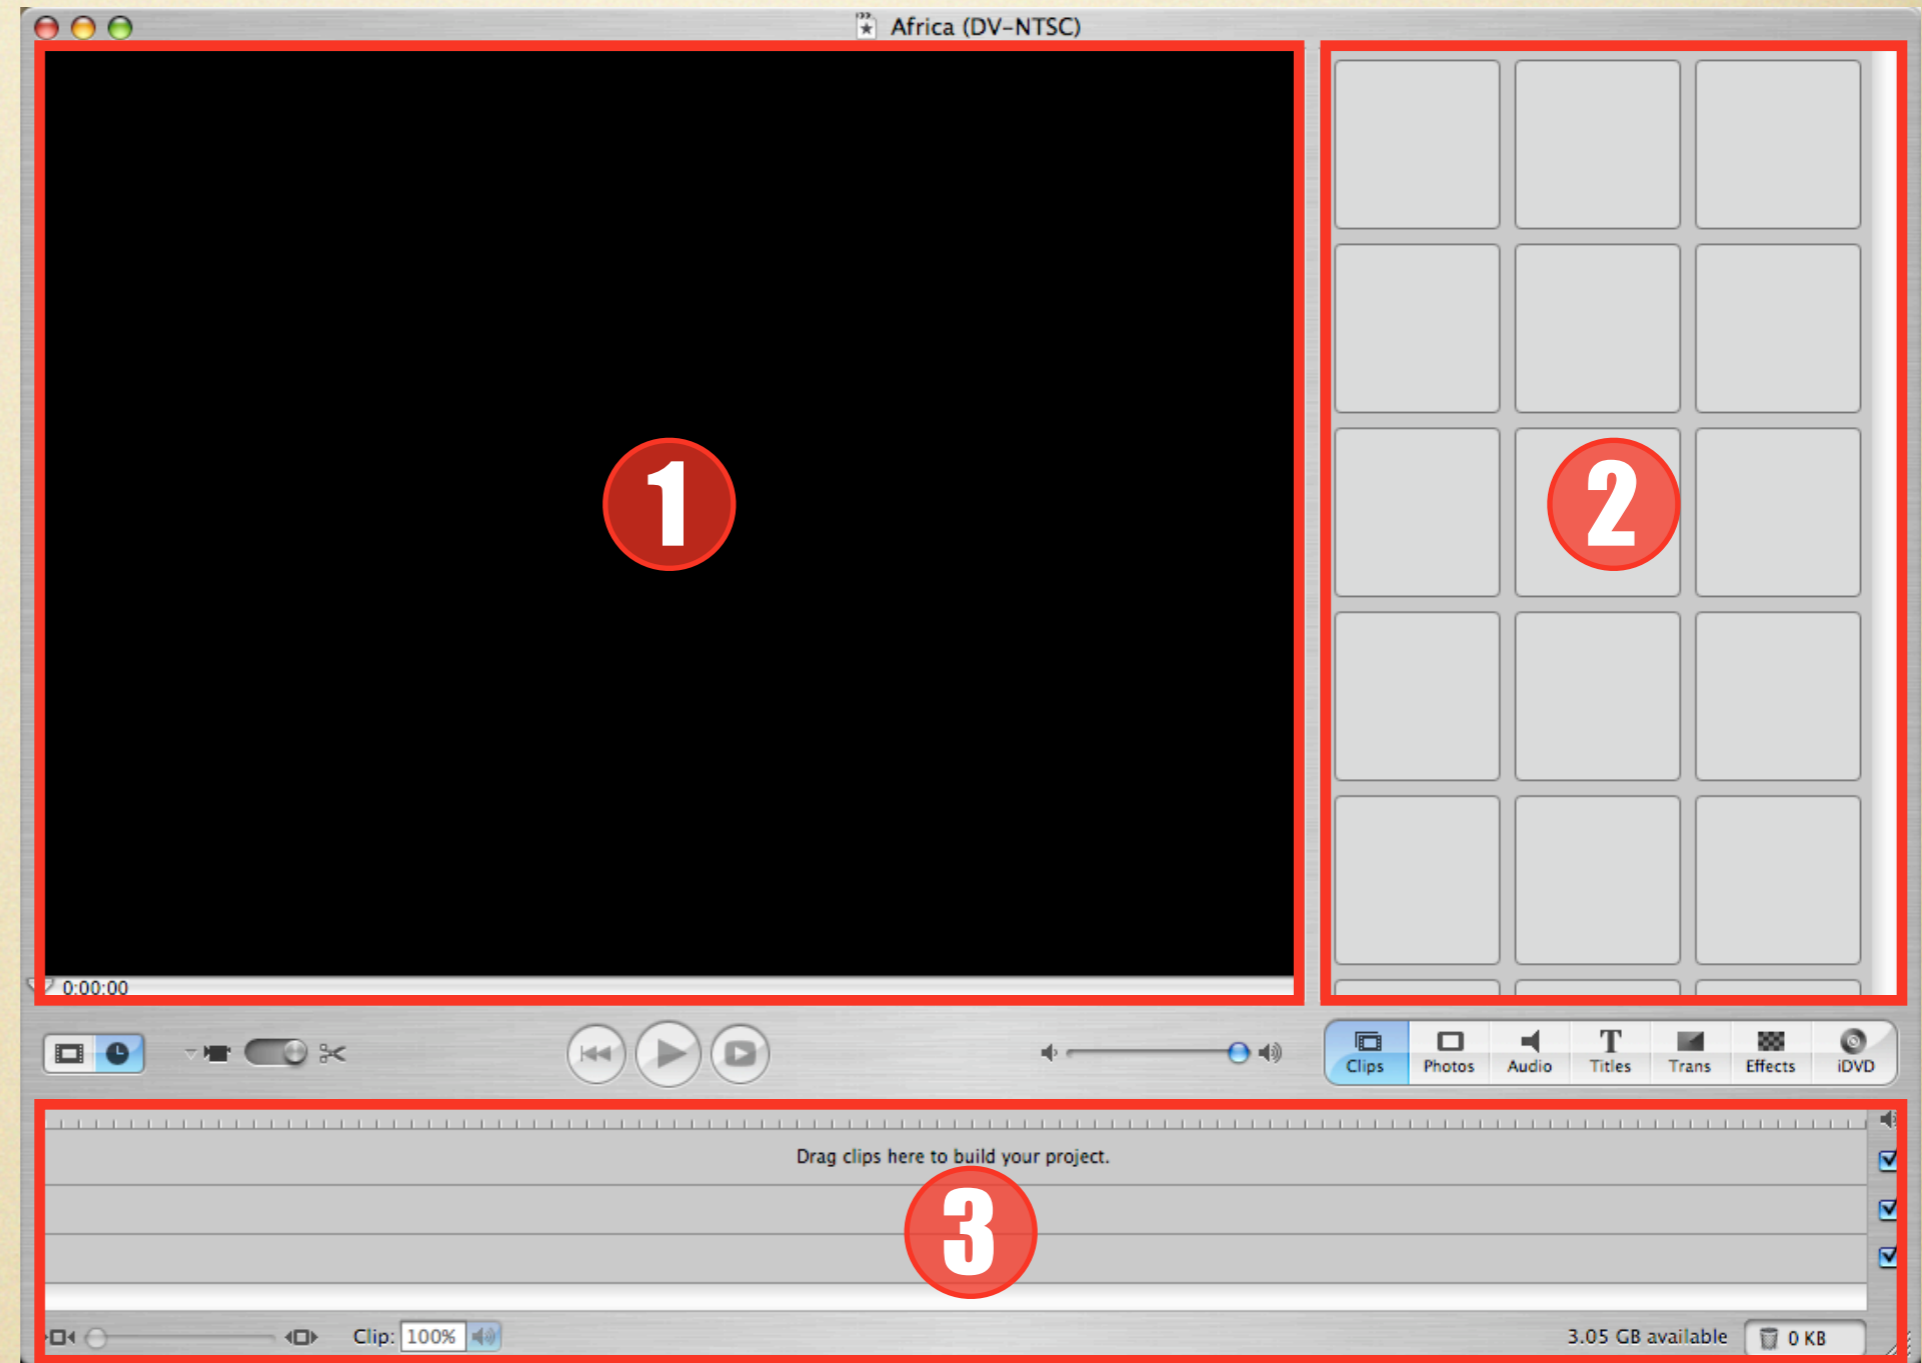 Africa (DV-NTSC)
1
2
0:00:00
Clips Photos Audio Titles Trans Effects iDVD
Drag clips here to build your project.
3
Clip: 100%
3.05 GB available 0 KB